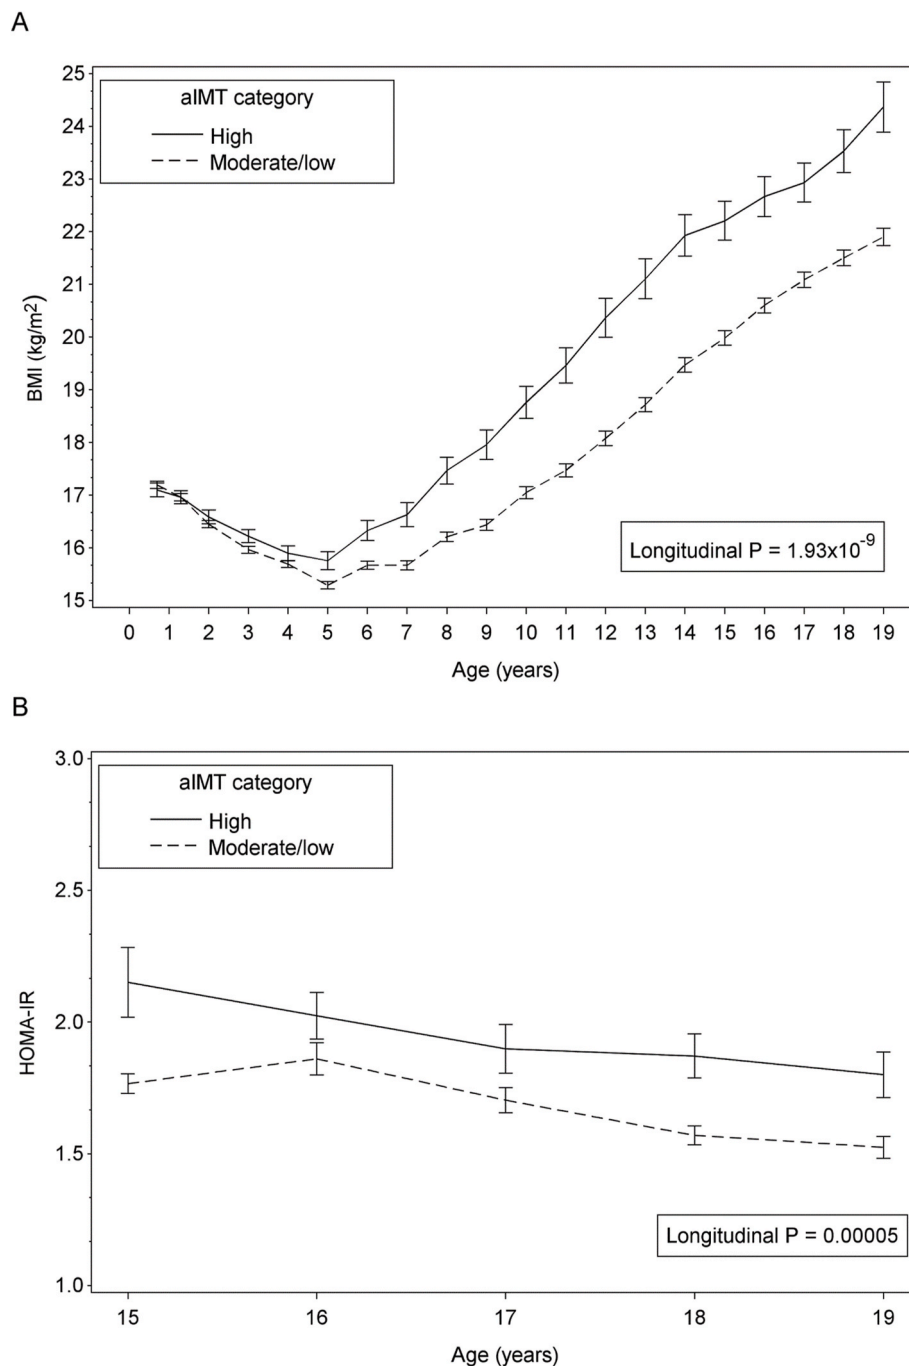 A
aIMT category
High
Moderate/low
25
24
23
22
21
20
19
18
17
16
15
BMI (kg/m²)
Longitudinal P = 1.93x10⁻⁹
0 1 2 3 4 5 6 7 8 9 10 11 12 13 14 15 16 17 18 19
Age (years)
B
aIMT category
High
Moderate/low
3.0
2.5
2.0
1.5
1.0
HOMA-IR
Longitudinal P = 0.00005
15 16 17 18 19
Age (years)